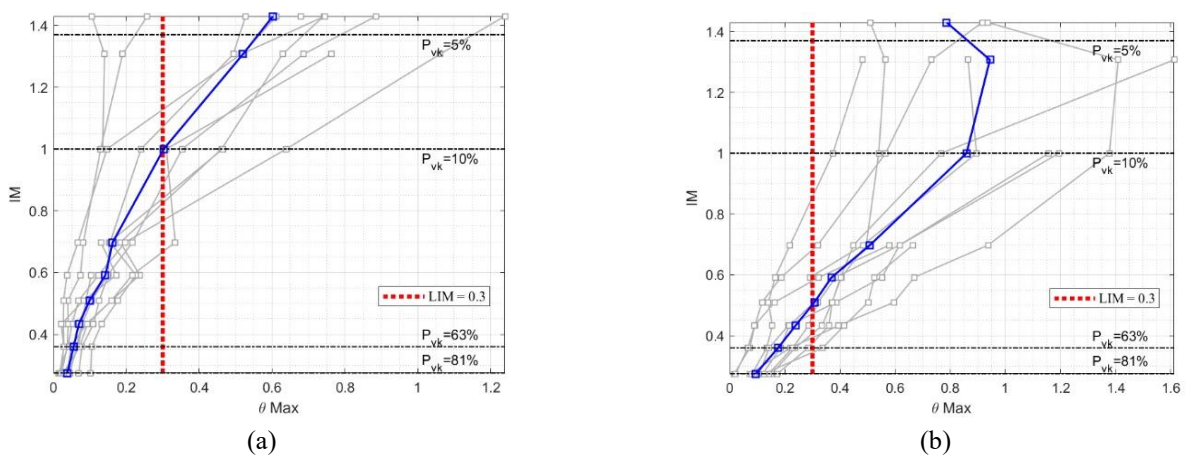 1.4
P_vk=5%
1.2
1
P_vk=10%
IM
0.8
0.6
LIM = 0.3
0.4
P_vk=63%
P_vk=81%
0 0.2 0.4 0.6 0.8 1 1.2
θ Max
(a)
1.4
P_vk=5%
1.2
1
P_vk=10%
IM
0.8
0.6
LIM = 0.3
0.4
P_vk=63%
P_vk=81%
0 0.2 0.4 0.6 0.8 1 1.2 1.4 1.6
θ Max
(b)